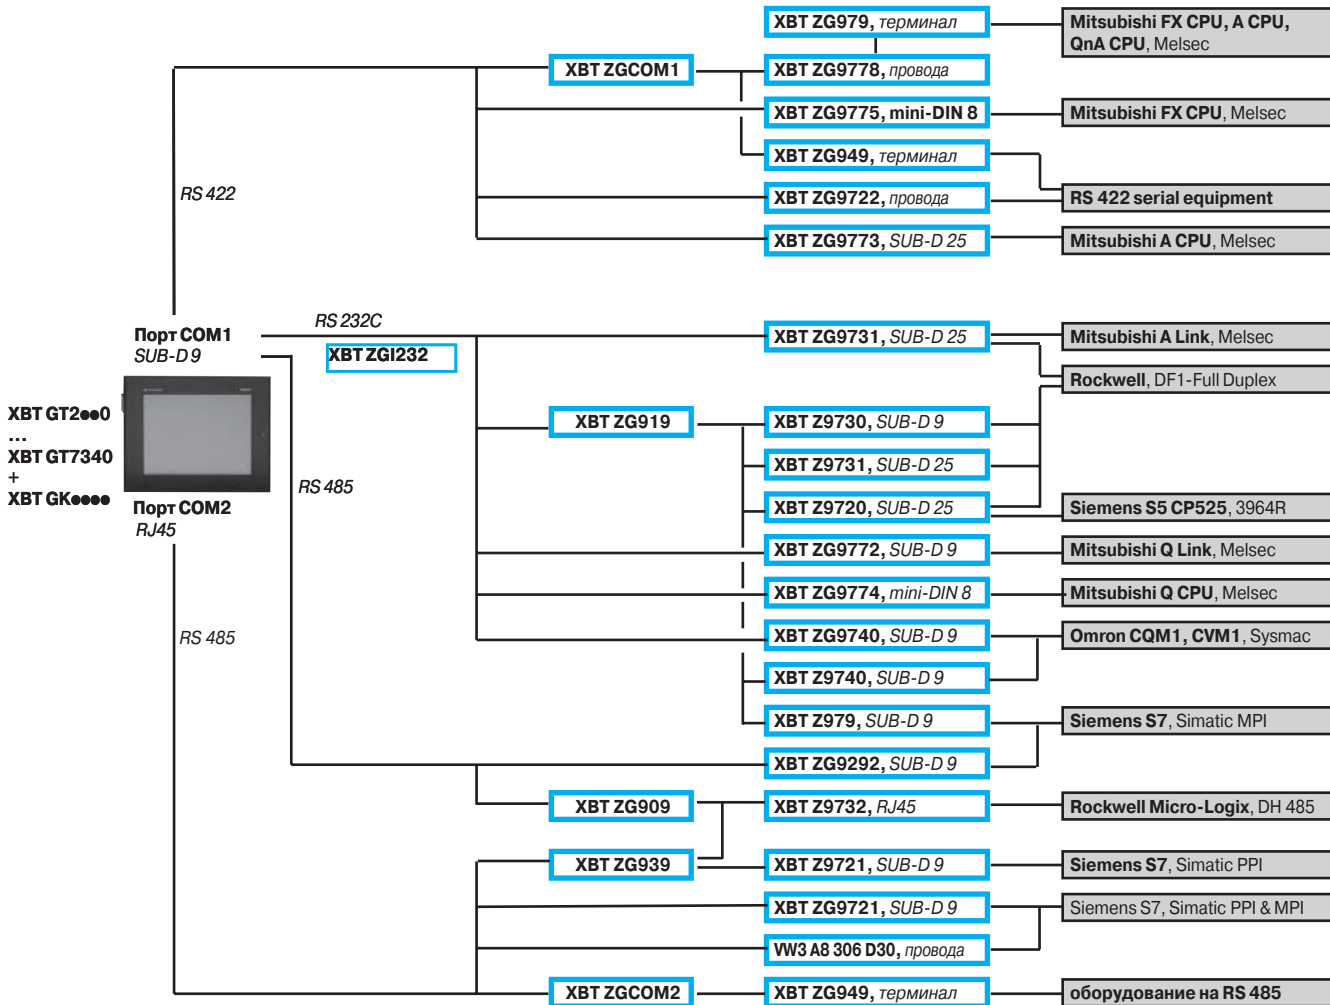 XBT ZG979, терминал
Mitsubishi FX CPU, A CPU,
QnA CPU, Melsec
XBT ZGCOM1
XBT ZG9778, провода
XBT ZG9775, mini-DIN 8
Mitsubishi FX CPU, Melsec
XBT ZG949, терминал
RS 422
XBT ZG9722, провода
RS 422 serial equipment
XBT ZG9773, SUB-D 25
Mitsubishi A CPU, Melsec
RS 232C
Порт COM1
SUB-D 9
XBT ZGI232
XBT ZG9731, SUB-D 25
Mitsubishi A Link, Melsec
Rockwell, DF1-Full Duplex
XBT GT2●●0
...
XBT GT7340
+
XBT GK●●●●
XBT ZG919
XBT Z9730, SUB-D 9
XBT Z9731, SUB-D 25
RS 485
Порт COM2
RJ45
XBT Z9720, SUB-D 25
Siemens S5 CP525, 3964R
XBT ZG9772, SUB-D 9
Mitsubishi Q Link, Melsec
XBT ZG9774, mini-DIN 8
Mitsubishi Q CPU, Melsec
RS 485
XBT ZG9740, SUB-D 9
Omron CQM1, CVM1, Sysmac
XBT Z9740, SUB-D 9
XBT Z979, SUB-D 9
Siemens S7, Simatic MPI
XBT ZG9292, SUB-D 9
XBT ZG909
XBT Z9732, RJ45
Rockwell Micro-Logix, DH 485
XBT ZG939
XBT Z9721, SUB-D 9
Siemens S7, Simatic PPI
XBT ZG9721, SUB-D 9
Siemens S7, Simatic PPI & MPI
VW3 A8 306 D30, провода
XBT ZGCOM2
XBT ZG949, терминал
оборудование на RS 485